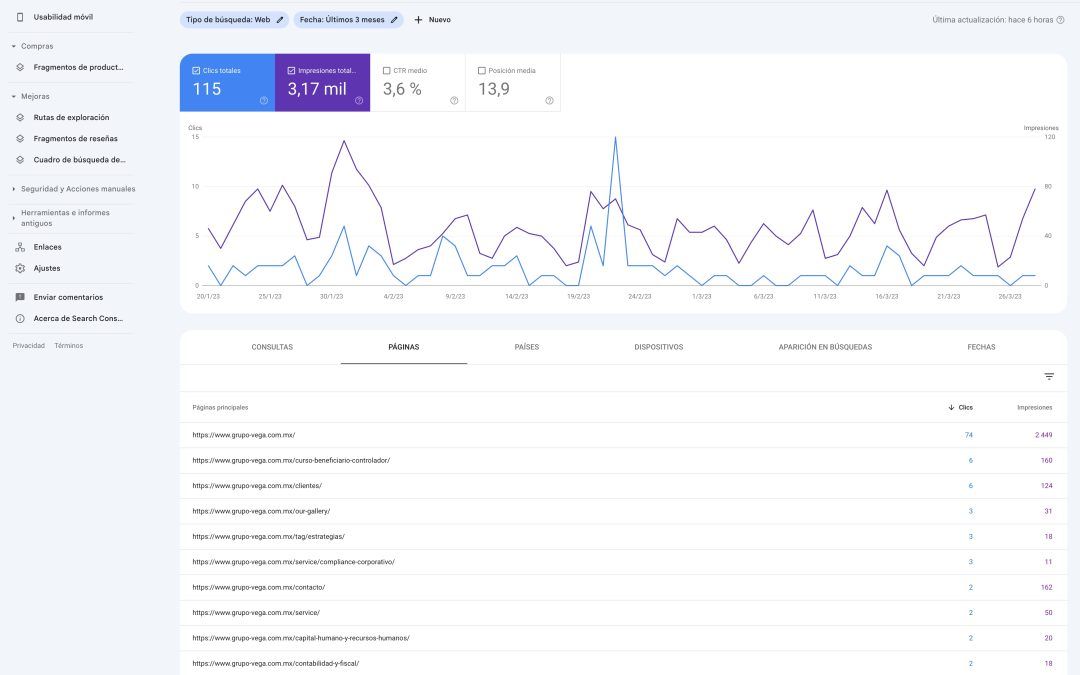 Usabilidad móvil
Compras
Fragmentos de product...
Mejoras
Rutas de exploración
Fragmentos de reseñas
Cuadro de búsqueda de...
Seguridad y Acciones manuales
Herramientas e informes
antiguos
Enlaces
Ajustes
Enviar comentarios
Acerca de Search Cons...
Privacidad Términos
Tipo de búsqueda: Web Fecha: Últimos 3 meses + Nuevo Última actualización: hace 6 horas
Clics totales Impresiones total... CTR medio Posición media
115 3,17 mil 3,6 % 13,9
Clics Impresiones
15 120
10 80
5 40
0 0
20/1/23 25/1/23 30/1/23 4/2/23 9/2/23 14/2/23 19/2/23 24/2/23 1/3/23 6/3/23 11/3/23 16/3/23 21/3/23 26/3/23
CONSULTAS PÁGINAS PAÍSES DISPOSITIVOS APARICIÓN EN BÚSQUEDAS FECHAS
Páginas principales Clics Impresiones
https://www.grupo-vega.com.mx/ 74 2 449
https://www.grupo-vega.com.mx/curso-beneficiario-controlador/ 6 160
https://www.grupo-vega.com.mx/clientes/ 6 124
https://www.grupo-vega.com.mx/our-gallery/ 3 31
https://www.grupo-vega.com.mx/tag/estrategias/ 3 18
https://www.grupo-vega.com.mx/service/compliance-corporativo/ 3 11
https://www.grupo-vega.com.mx/contacto/ 2 162
https://www.grupo-vega.com.mx/service/ 2 50
https://www.grupo-vega.com.mx/capital-humano-y-recursos-humanos/ 2 20
https://www.grupo-vega.com.mx/contabilidad-y-fiscal/ 2 18